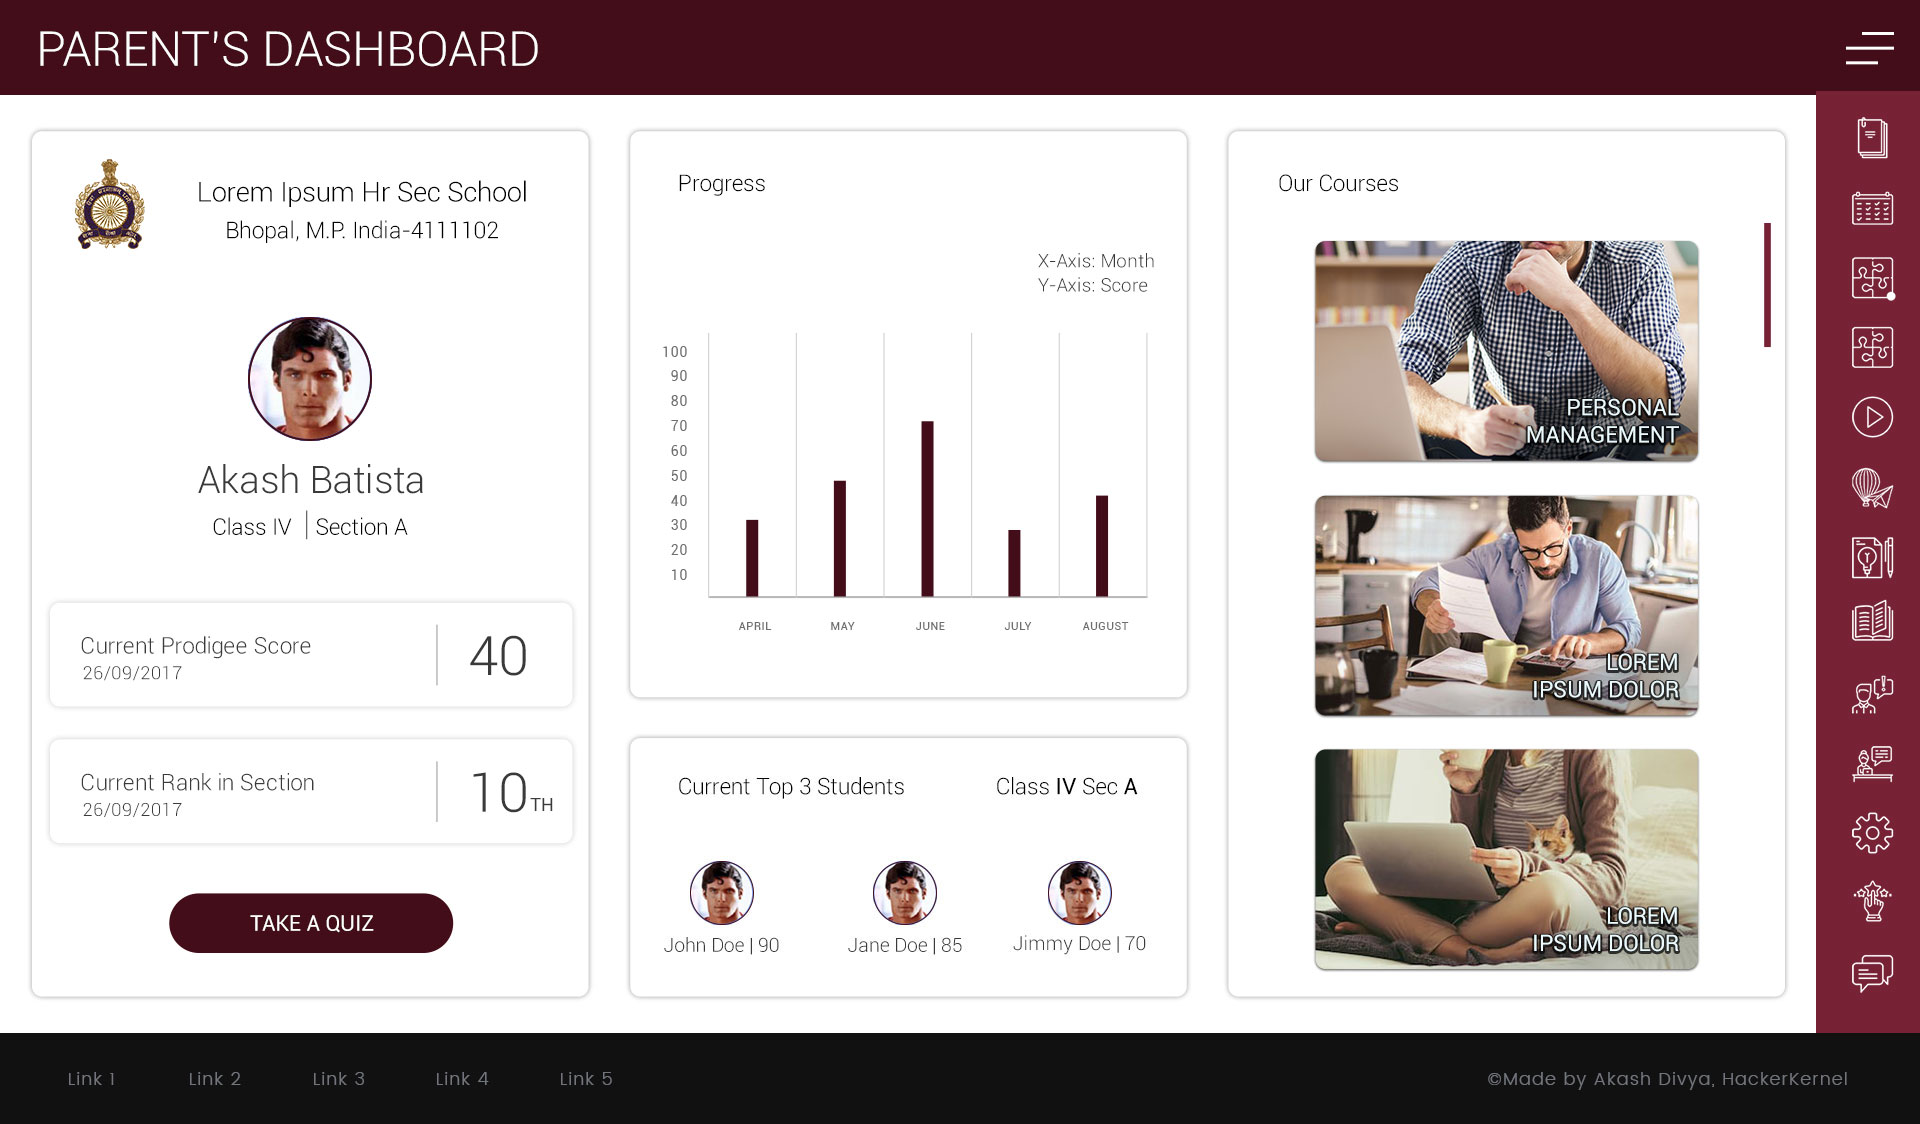 PARENT'S DASHBOARD
Lorem Ipsum Hr Sec School
Bhopal, M.P. India-4111102
Akash Batista
Class IV | Section A
Current Prodigee Score
26/09/2017
40
Current Rank in Section
26/09/2017
10TH
TAKE A QUIZ
Progress
X-Axis: Month
Y-Axis: Score
100
90
80
70
60
50
40
30
20
10
APRIL MAY JUNE JULY AUGUST
Current Top 3 Students Class IV Sec A
John Doe | 90 Jane Doe | 85 Jimmy Doe | 70
Our Courses
PERSONAL
MANAGEMENT
LOREM
IPSUM DOLOR
LOREM
IPSUM DOLOR
Link 1 Link 2 Link 3 Link 4 Link 5
©Made by Akash Divya, HackerKernel